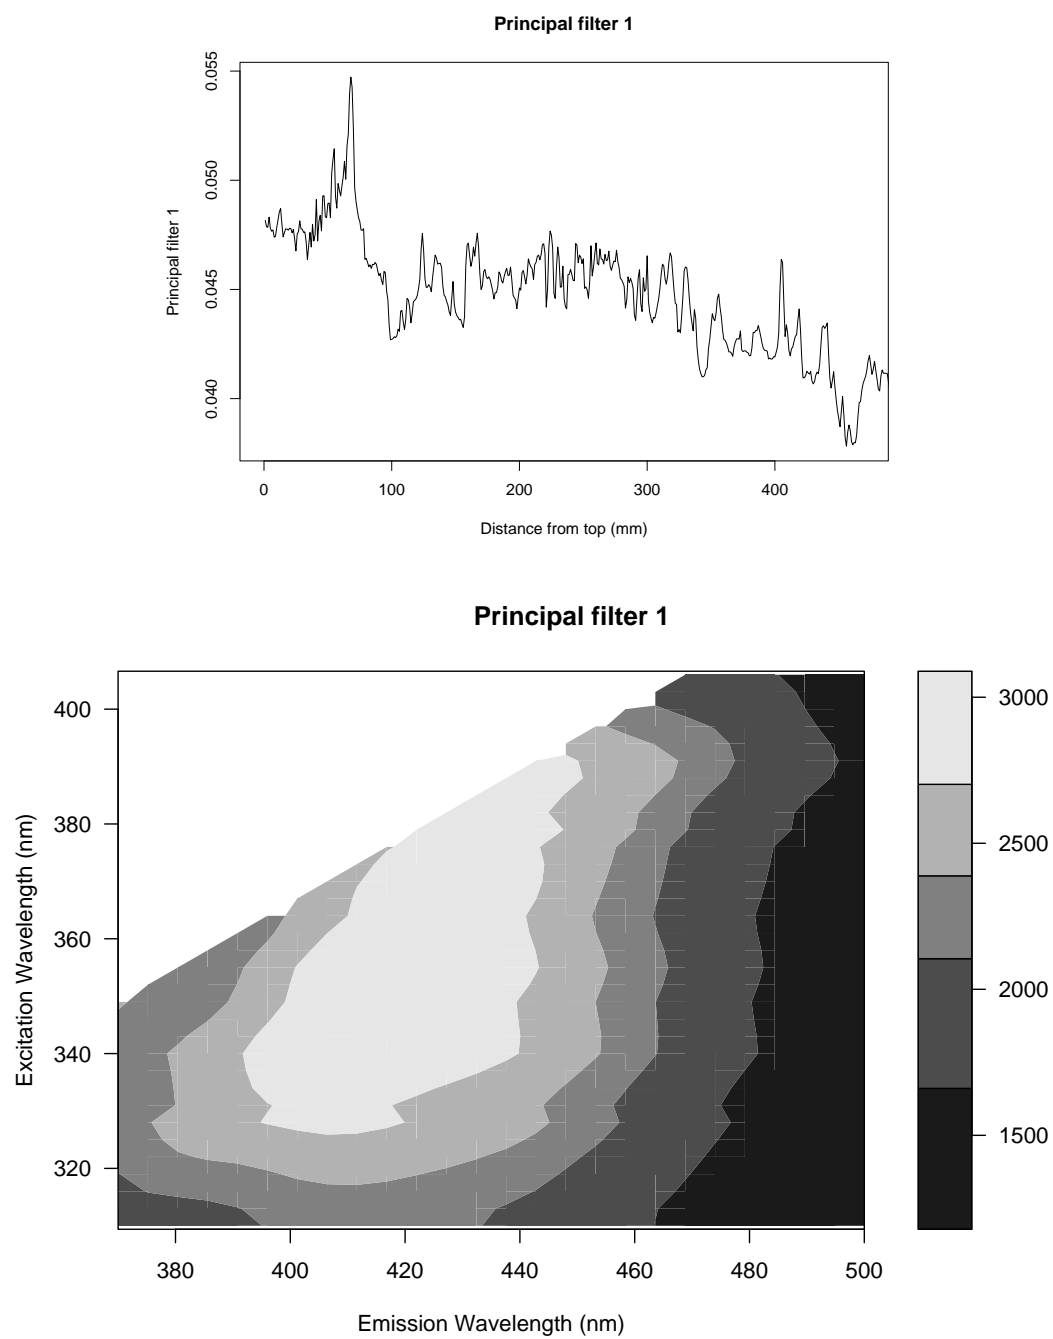 Principal filter 1
0.055
0.050
0.045
0.040
Principal filter 1
0 100 200 300 400
Distance from top (mm)
Principal filter 1
400
380
360
340
320
Excitation Wavelength (nm)
380 400 420 440 460 480 500
Emission Wavelength (nm)
3000
2500
2000
1500